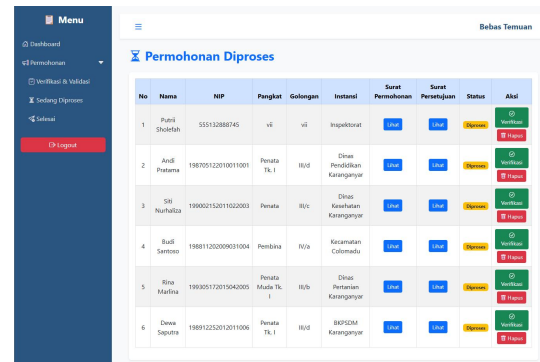 Menu
Bebas Temuan
Dashboard
Permohonan
Verifikasi & Validasi
Sedang Diproses
Selesai
Logout
Permohonan Diproses
No Nama NIP Pangkat Golongan Instansi Surat Permohonan Surat Persetujuan Status Aksi
1 Putrii Sholefah 555132888745 vii vii Inspektorat Lihat Lihat Diproses Verifikasi Hapus
2 Andi Pratama 198705122010011001 Penata Tk. I III/d Dinas Pendidikan Karanganyar Lihat Lihat Diproses Verifikasi Hapus
3 Siti Nurhaliza 199002152011022003 Penata III/c Dinas Kesehatan Karanganyar Lihat Lihat Diproses Verifikasi Hapus
4 Budi Santoso 198811202009031004 Pembina IV/a Kecamatan Colomadu Lihat Lihat Diproses Verifikasi Hapus
5 Rina Marlina 199305172015042005 Penata Muda Tk. I III/b Dinas Pertanian Karanganyar Lihat Lihat Diproses Verifikasi Hapus
6 Dewa Saputra 198912252012011006 Penata Tk. I III/d BKPSDM Karanganyar Lihat Lihat Diproses Verifikasi Hapus